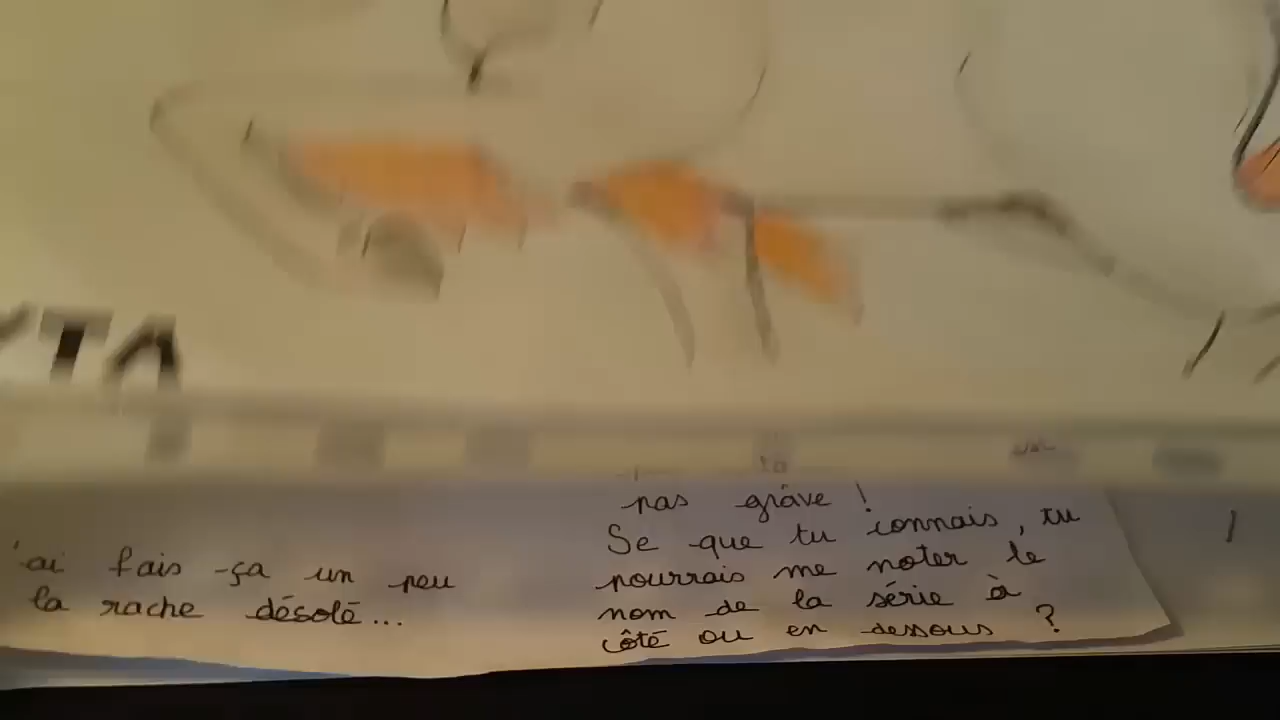 TA
'ai fais ça un peu
la rache désolé...
pas grâve !
Se que tu connais, tu
pourrais me noter le
nom de la série à
côté ou en dessous ?